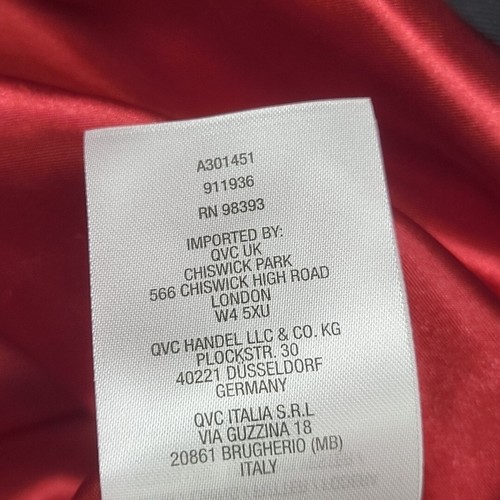 A301451
911936
RN 98393
IMPORTED BY:
QVC UK
CHISWICK PARK
566 CHISWICK HIGH ROAD
LONDON
W4 5XU
QVC HANDEL LLC & CO. KG
PLOCKSTR. 30
40221 DÜSSELDORF
GERMANY
QVC ITALIA S.R.L
VIA GUZZINA 18
20861 BRUGHERIO (MB)
ITALY